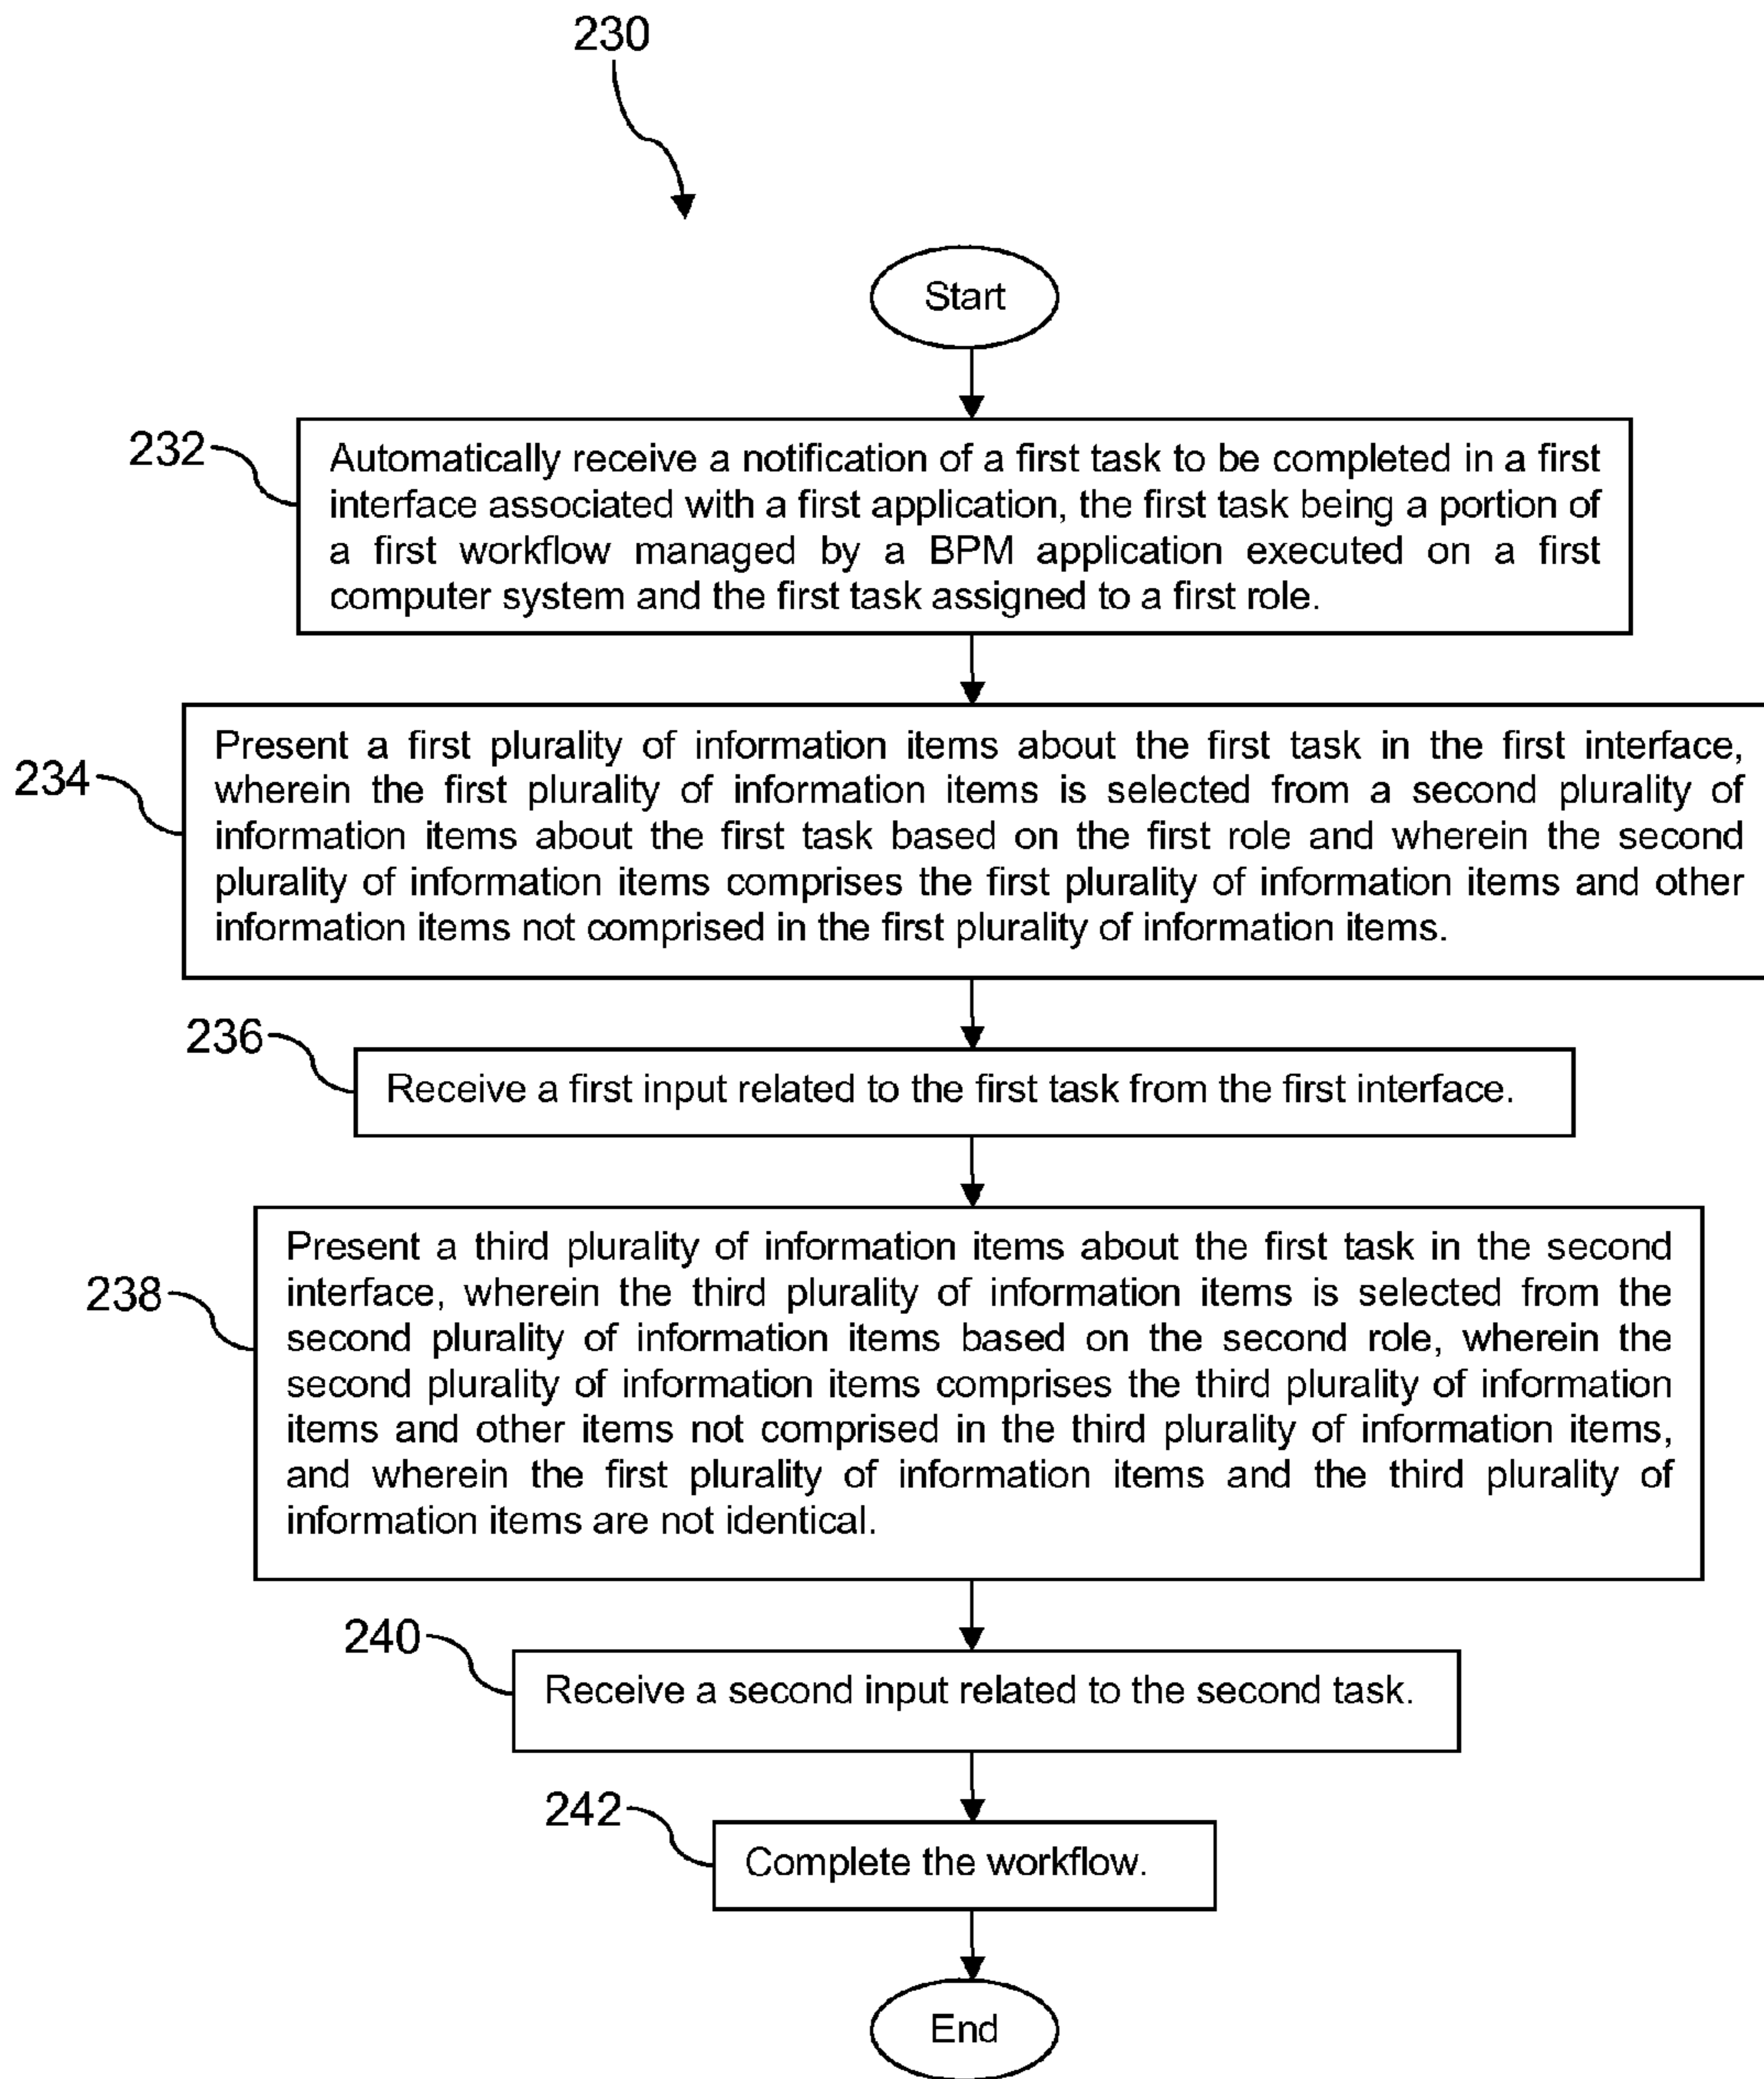 230
Start
232
Automatically receive a notification of a first task to be completed in a first
interface associated with a first application, the first task being a portion of
a first workflow managed by a BPM application executed on a first
computer system and the first task assigned to a first role.
234
Present a first plurality of information items about the first task in the first interface,
wherein the first plurality of information items is selected from a second plurality of
information items about the first task based on the first role and wherein the second
plurality of information items comprises the first plurality of information items and other
information items not comprised in the first plurality of information items.
236
Receive a first input related to the first task from the first interface.
238
Present a third plurality of information items about the first task in the second
interface, wherein the third plurality of information items is selected from the
second plurality of information items based on the second role, wherein the
second plurality of information items comprises the third plurality of information
items and other items not comprised in the third plurality of information items,
and wherein the first plurality of information items and the third plurality of
information items are not identical.
240
Receive a second input related to the second task.
242
Complete the workflow.
End